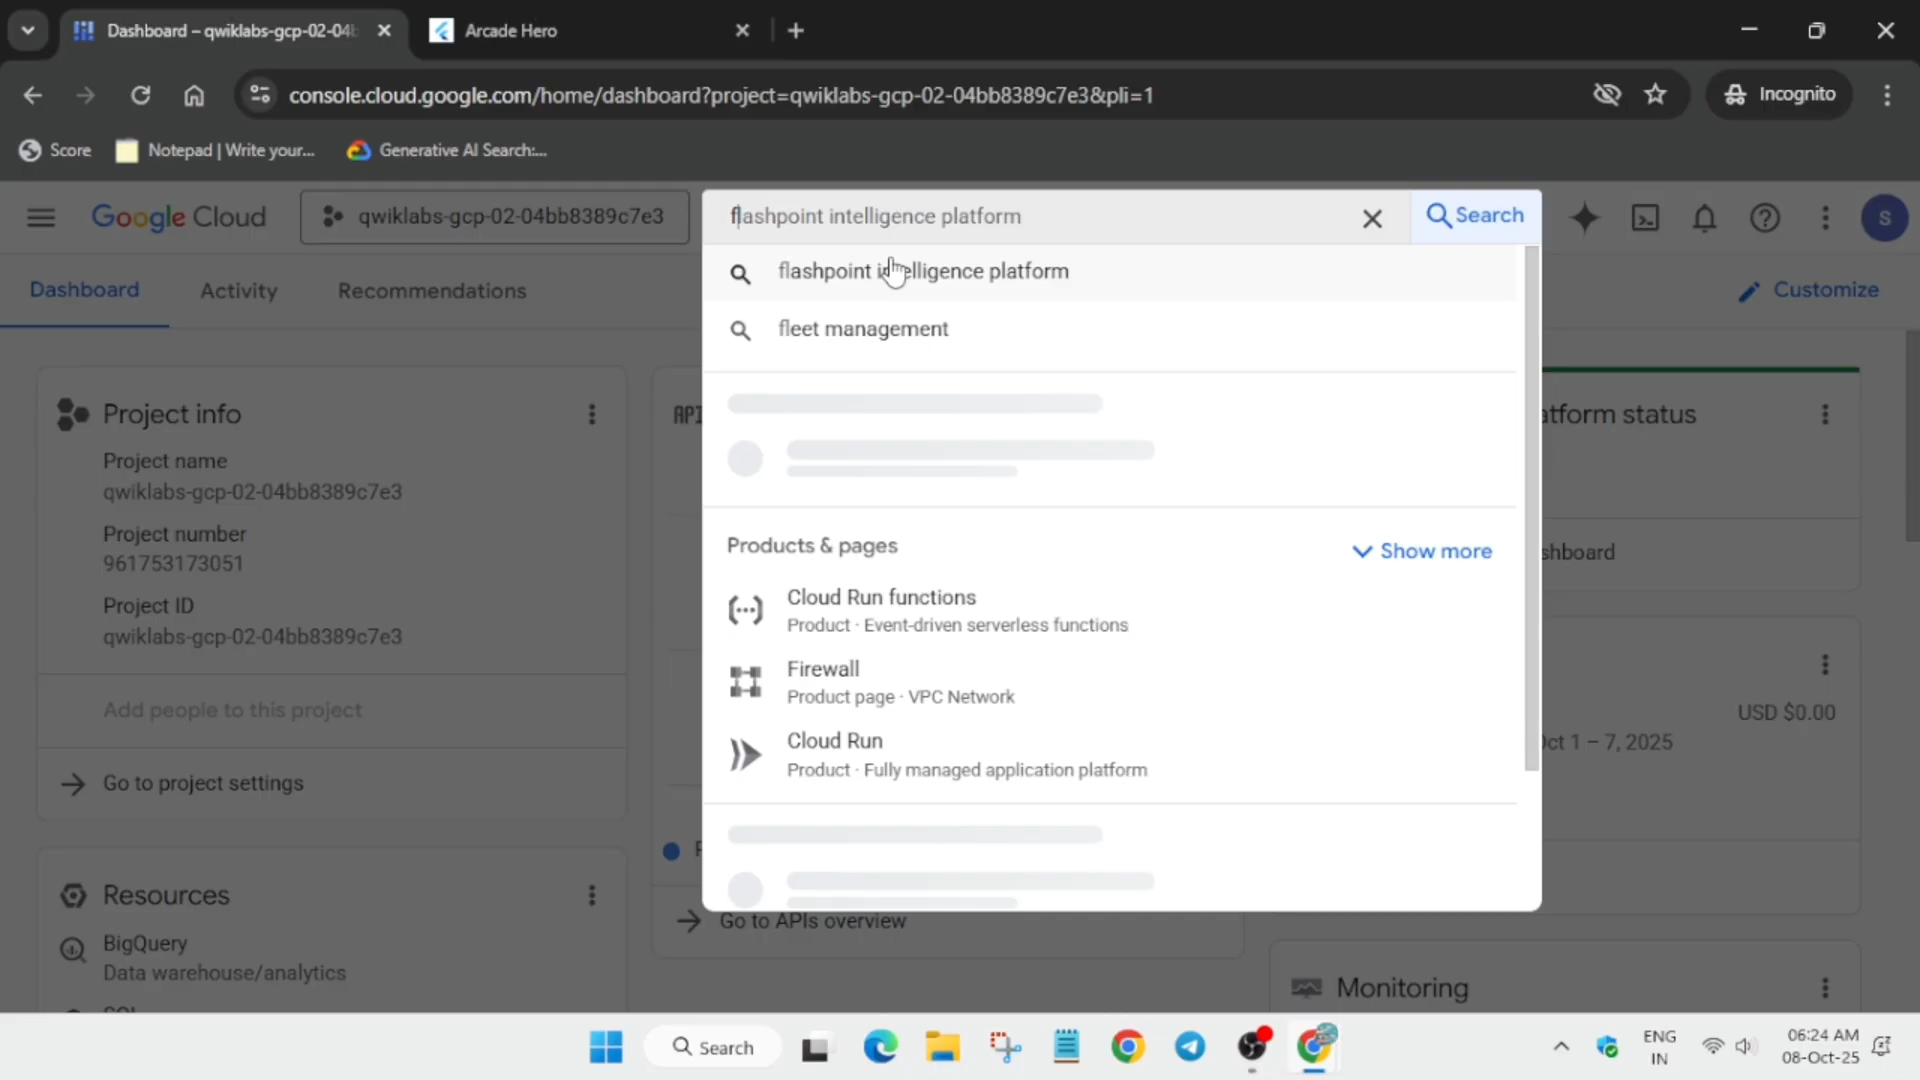 Dashboard – qwiklabs-gcp-02-04b
Arcade Hero
console.cloud.google.com/home/dashboard?project=qwiklabs-gcp-02-04bb8389c7e3&pli=1
Incognito
Score
Notepad | Write your...
Generative AI Search:...
Google Cloud
qwiklabs-gcp-02-04bb8389c7e3
flashpoint intelligence platform
Search
S
Dashboard
Activity
Recommendations
Customize
flashpoint intelligence platform
fleet management
Project info
Project name
qwiklabs-gcp-02-04bb8389c7e3
Project number
961753173051
Project ID
qwiklabs-gcp-02-04bb8389c7e3
Add people to this project
Go to project settings
Resources
BigQuery
Data warehouse/analytics
API
Products & pages
Show more
Cloud Run functions
Product · Event-driven serverless functions
Firewall
Product page · VPC Network
Cloud Run
Product · Fully managed application platform
Go to APIs overview
atform status
shboard
USD $0.00
Oct 1 – 7, 2025
Monitoring
Search
ENG
IN
06:24 AM
08-Oct-25